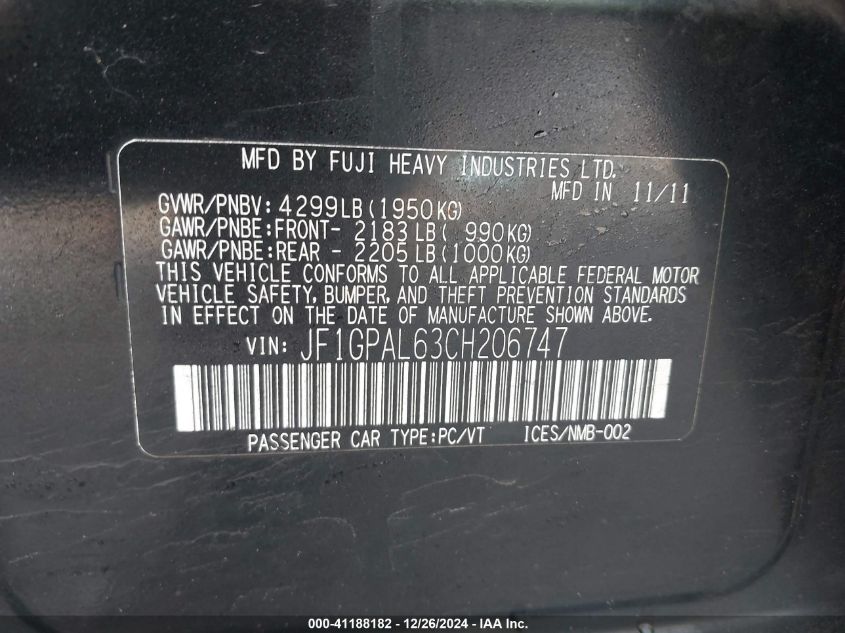 MFD BY FUJI HEAVY INDUSTRIES LTD.
MFD IN 11/11
GVWR/PNBV: 4299LB(1950KG)
GAWR/PNBE:FRONT- 2183LB( 990KG)
GAWR/PNBE:REAR - 2205LB(1000KG)
THIS VEHICLE CONFORMS TO ALL APPLICABLE FEDERAL MOTOR
VEHICLE SAFETY, BUMPER, AND THEFT PREVENTION STANDARDS
IN EFFECT ON THE DATE OF MANUFACTURE SHOWN ABOVE.
VIN: JF1GPAL63CH206747
PASSENGER CAR TYPE:PC/VT ICES/NMB-002
000-41188182 - 12/26/2024 - IAA, Inc.